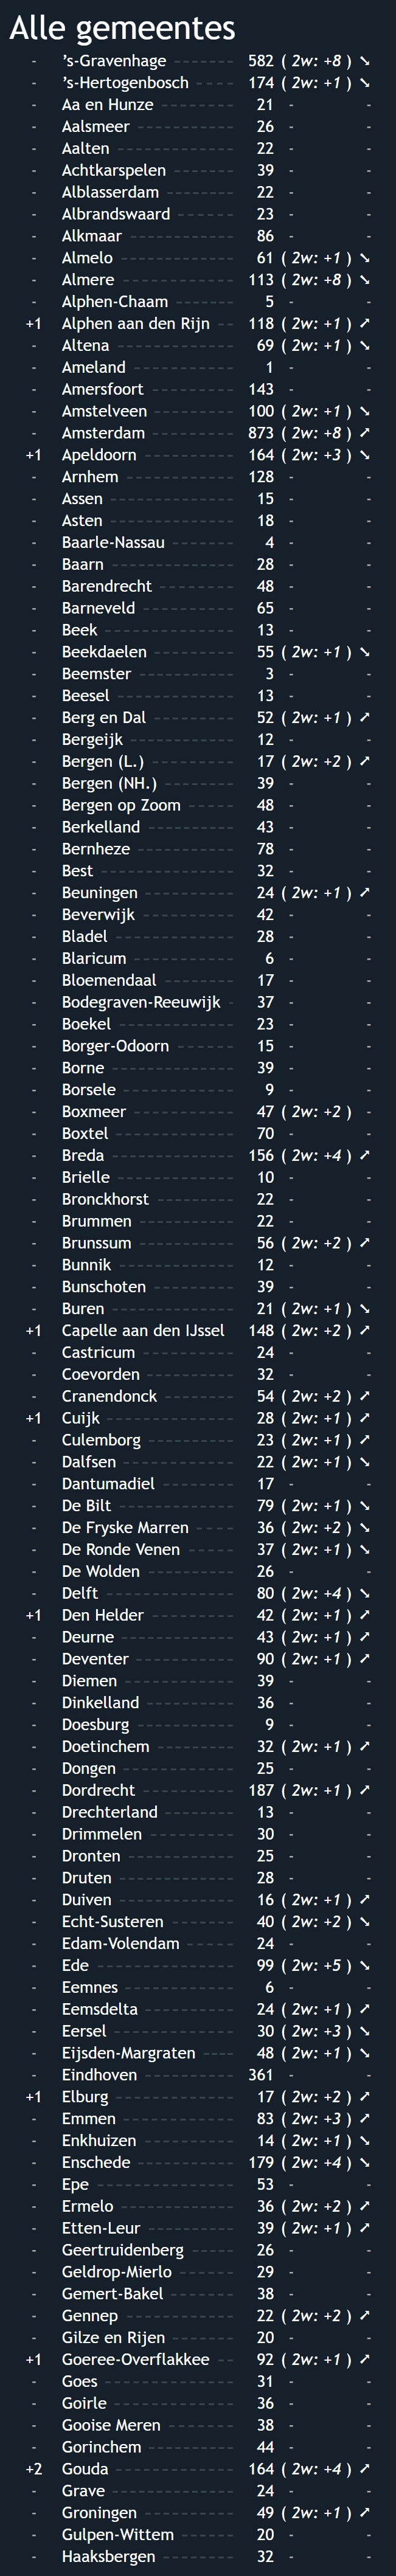 Alle gemeentes
- 's-Gravenhage ------- 582 ( 2w: +8 ) ➘
- 's-Hertogenbosch ----- 174 ( 2w: +1 ) ➘
- Aa en Hunze -------- 21 - -
- Aalsmeer ---------- 26 - -
- Aalten ------------ 22 - -
- Achtkarspelen ------- 39 - -
- Alblasserdam -------- 22 - -
- Albrandswaard ------- 23 - -
- Alkmaar ----------- 86 - -
- Almelo ------------ 61 ( 2w: +1 ) ➘
- Almere ------------ 113 ( 2w: +8 ) ➘
- Alphen-Chaam ------- 5 - -
+1 Alphen aan den Rijn -- 118 ( 2w: +1 ) ➚
- Altena ------------ 69 ( 2w: +1 ) ➘
- Ameland ----------- 1 - -
- Amersfoort --------- 143 - -
- Amstelveen --------- 100 ( 2w: +1 ) ➘
- Amsterdam --------- 873 ( 2w: +8 ) ➚
+1 Apeldoorn ---------- 164 ( 2w: +3 ) ➘
- Arnhem ----------- 128 - -
- Assen ------------- 15 - -
- Asten ------------- 18 - -
- Baarle-Nassau ------- 4 - -
- Baarn ------------- 28 - -
- Barendrecht -------- 48 - -
- Barneveld ---------- 65 - -
- Beek -------------- 13 - -
- Beekdaelen --------- 55 ( 2w: +1 ) ➘
- Beemster ---------- 3 - -
- Beesel ------------ 13 - -
- Berg en Dal --------- 52 ( 2w: +1 ) ➚
- Bergeijk ----------- 12 - -
- Bergen (L.) --------- 17 ( 2w: +2 ) ➚
- Bergen (NH.) -------- 39 - -
- Bergen op Zoom ----- 48 - -
- Berkelland ---------- 43 - -
- Bernheze ---------- 78 - -
- Best -------------- 32 - -
- Beuningen --------- 24 ( 2w: +1 ) ➚
- Beverwijk ---------- 42 - -
- Bladel ------------ 28 - -
- Blaricum ----------- 6 - -
- Bloemendaal ------- 17 - -
- Bodegraven-Reeuwijk - 37 - -
- Boekel ------------ 23 - -
- Borger-Odoorn ------ 15 - -
- Borne ------------- 39 - -
- Borsele ------------ 9 - -
- Boxmeer ---------- 47 ( 2w: +2 ) -
- Boxtel ------------ 70 - -
- Breda ------------- 156 ( 2w: +4 ) ➚
- Brielle ------------ 10 - -
- Bronckhorst -------- 22 - -
- Brummen ---------- 22 - -
- Brunssum ---------- 56 ( 2w: +2 ) ➚
- Bunnik ------------ 12 - -
- Bunschoten --------- 39 - -
- Buren ------------- 21 ( 2w: +1 ) ➘
+1 Capelle aan den IJssel 148 ( 2w: +2 ) ➚
- Castricum ---------- 24 - -
- Coevorden --------- 32 - -
- Cranendonck -------- 54 ( 2w: +2 ) ➚
+1 Cuijk ------------- 28 ( 2w: +1 ) ➚
- Culemborg --------- 23 ( 2w: +1 ) ➚
- Dalfsen ------------ 22 ( 2w: +1 ) ➘
- Dantumadiel -------- 17 - -
- De Bilt ------------ 79 ( 2w: +1 ) ➘
- De Fryske Marren ---- 36 ( 2w: +2 ) ➘
- De Ronde Venen ----- 37 ( 2w: +1 ) ➘
- De Wolden --------- 26 - -
- Delft ------------- 80 ( 2w: +4 ) ➘
+1 Den Helder --------- 42 ( 2w: +1 ) ➚
- Deurne ------------ 43 ( 2w: +1 ) ➚
- Deventer ---------- 90 ( 2w: +1 ) ➚
- Diemen ----------- 39 - -
- Dinkelland --------- 36 - -
- Doesburg ---------- 9 - -
- Doetinchem -------- 32 ( 2w: +1 ) ➚
- Dongen ----------- 25 - -
- Dordrecht ---------- 187 ( 2w: +1 ) ➚
- Drechterland ------- 13 - -
- Drimmelen --------- 30 - -
- Dronten ----------- 25 - -
- Druten ------------ 28 - -
- Duiven ------------ 16 ( 2w: +1 ) ➚
- Echt-Susteren ------- 40 ( 2w: +2 ) ➘
- Edam-Volendam ----- 24 - -
- Ede -------------- 99 ( 2w: +5 ) ➘
- Eemnes ----------- 6 - -
- Eemsdelta --------- 24 ( 2w: +1 ) ➚
- Eersel ------------ 30 ( 2w: +3 ) ➘
- Eijsden-Margraten ---- 48 ( 2w: +1 ) ➘
- Eindhoven --------- 361 - -
+1 Elburg ------------ 17 ( 2w: +2 ) ➚
- Emmen ----------- 83 ( 2w: +3 ) ➚
- Enkhuizen --------- 14 ( 2w: +1 ) ➘
- Enschede ---------- 179 ( 2w: +4 ) ➘
- Epe -------------- 53 - -
- Ermelo ------------ 36 ( 2w: +2 ) ➚
- Etten-Leur --------- 39 ( 2w: +1 ) ➚
- Geertruidenberg ----- 26 - -
- Geldrop-Mierlo ------ 29 - -
- Gemert-Bakel ------- 38 - -
- Gennep ----------- 22 ( 2w: +2 ) ➚
- Gilze en Rijen ------- 20 - -
+1 Goeree-Overflakkee -- 92 ( 2w: +1 ) ➚
- Goes ------------- 31 - -
- Goirle ------------ 36 - -
- Gooise Meren ------- 38 - -
- Gorinchem --------- 44 - -
+2 Gouda ------------ 164 ( 2w: +4 ) ➚
- Grave ------------- 24 - -
- Groningen --------- 49 ( 2w: +1 ) ➚
- Gulpen-Wittem ------ 20 - -
- Haaksbergen ------- 32 - -